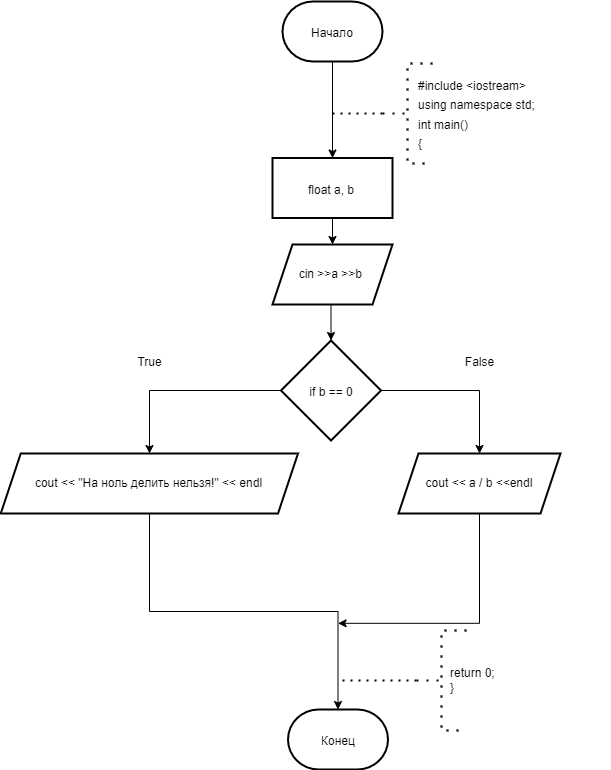 Начало
#include <iostream>
using namespace std;
int main()
{
float a, b
cin >>a >>b
True
False
if b == 0
cout << "На ноль делить нельзя!" << endl
cout << a / b <<endl
return 0;
}
Конец